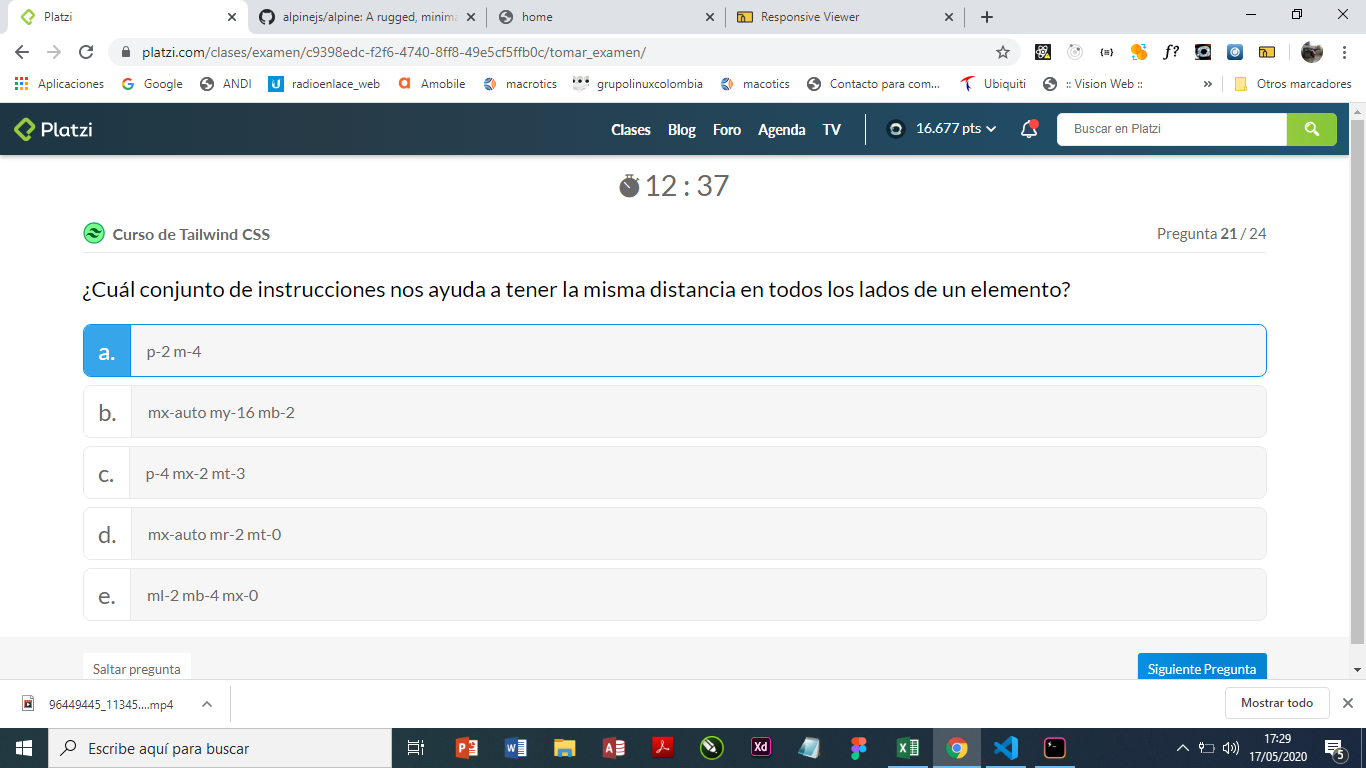 Platzi
alpinejs/alpine: A rugged, minima
home
Responsive Viewer
platzi.com/clases/examen/c9398edc-f2f6-4740-8ff8-49e5cf5ffb0c/tomar_examen/
Aplicaciones
Google
ANDI
radioenlace_web
Amobile
macrotics
grupolinuxcolombia
macotics
Contacto para com...
Ubiquiti
:: Vision Web ::
»
Otros marcadores
Platzi
Clases
Blog
Foro
Agenda
TV
16.677 pts
Buscar en Platzi
12 : 37
Curso de Tailwind CSS
Pregunta 21 / 24
¿Cuál conjunto de instrucciones nos ayuda a tener la misma distancia en todos los lados de un elemento?
a. p-2 m-4
b. mx-auto my-16 mb-2
c. p-4 mx-2 mt-3
d. mx-auto mr-2 mt-0
e. ml-2 mb-4 mx-0
Saltar pregunta
Siguiente Pregunta
96449445_11345....mp4
Mostrar todo
Escribe aquí para buscar
Xd
17:29
17/05/2020
5